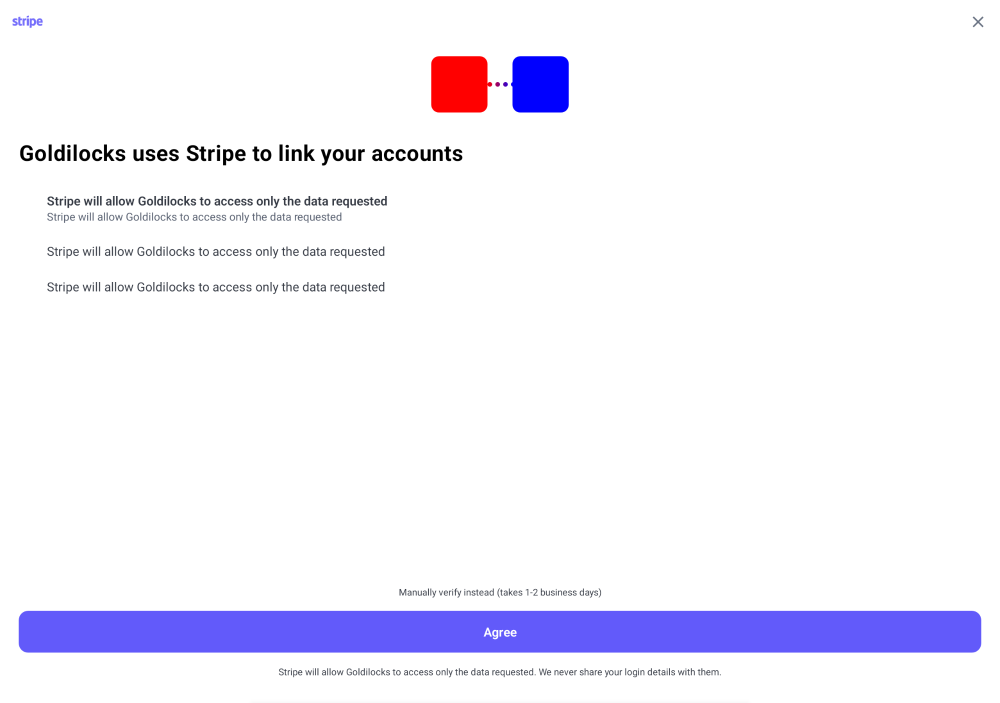 stripe
Goldilocks uses Stripe to link your accounts
Stripe will allow Goldilocks to access only the data requested
Stripe will allow Goldilocks to access only the data requested
Stripe will allow Goldilocks to access only the data requested
Stripe will allow Goldilocks to access only the data requested
Manually verify instead (takes 1-2 business days)
Agree
Stripe will allow Goldilocks to access only the data requested. We never share your login details with them.